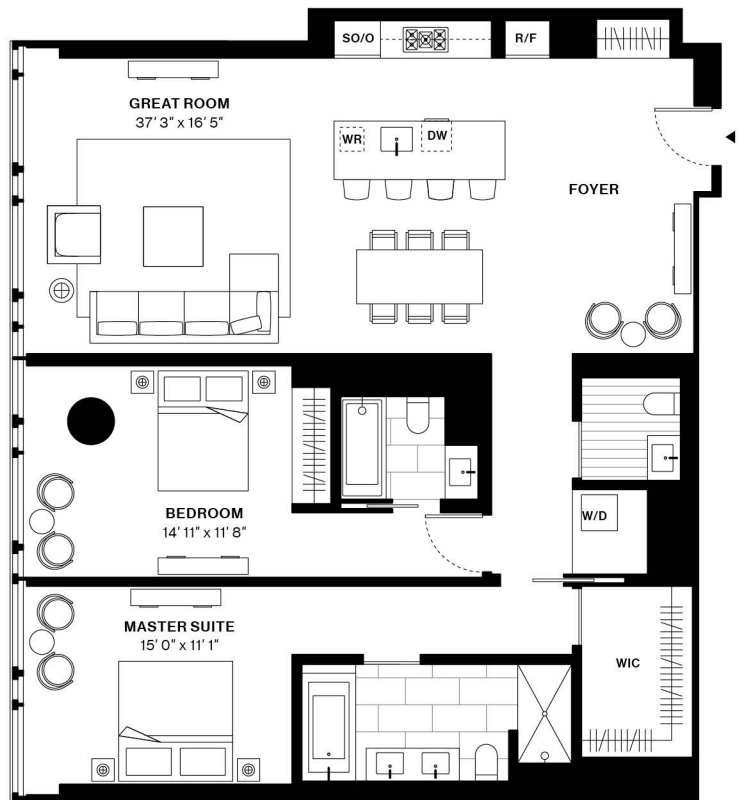 SO/O
R/F
GREAT ROOM
37' 3" x 16' 5"
WR
DW
FOYER
BEDROOM
14' 11" x 11' 8"
W/D
MASTER SUITE
15' 0" x 11' 1"
WIC